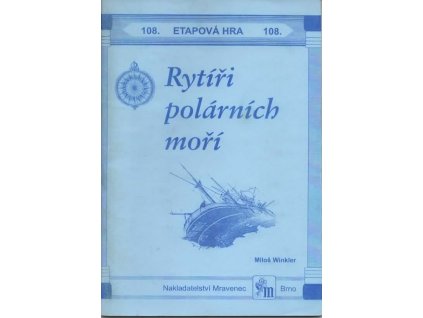 108. ETAPOVÁ HRA 108.
Rytíři
polárních
moří
Miloš Winkler
Nakladatelství Mravenec m Brno